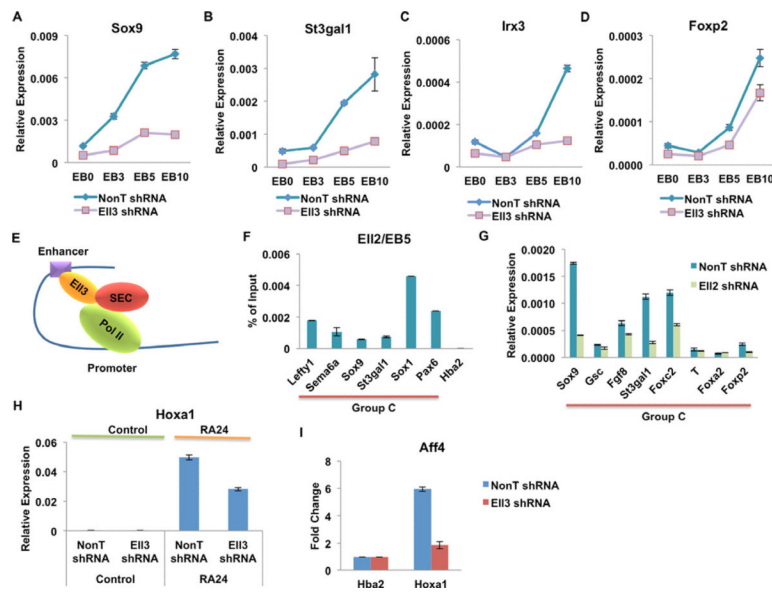 A
Sox9
Relative Expression
0.009
0.006
0.003
0
EB0 EB3 EB5 EB10
NonT shRNA
Ell3 shRNA
B
St3gal1
Relative Expression
0.004
0.003
0.002
0.001
0
EB0 EB3 EB5 EB10
NonT shRNA
Ell3 shRNA
C
Irx3
Relative Expression
0.0006
0.0004
0.0002
0
EB0 EB3 EB5 EB10
NonT shRNA
Ell3 shRNA
D
Foxp2
Relative Expression
0.0003
0.0002
0.0001
0.0000
EB0 EB3 EB5 EB10
NonT shRNA
Ell3 shRNA
E
Enhancer
Ell3
SEC
Pol II
Promoter
F
Ell2/EB5
% of Input
0.006
0.004
0.002
0
Lefty1 Sema6a Sox9 St3gal1 Sox1 Pax6 Hba2
Group C
G
Relative Expression
0.0020
0.0015
0.0010
0.0005
0.0000
NonT shRNA
Ell2 shRNA
Sox9 Gsc Fgf8 St3gal1 Foxc2 T Foxa2 Foxp2
Group C
H
Hoxa1
Control RA24
Relative Expression
0.06
0.04
0.02
0
NonT Ell3 NonT Ell3
shRNA shRNA shRNA shRNA
Control RA24
I
Aff4
Fold Change
8
6
4
2
0
Hba2 Hoxa1
NonT shRNA
Ell3 shRNA